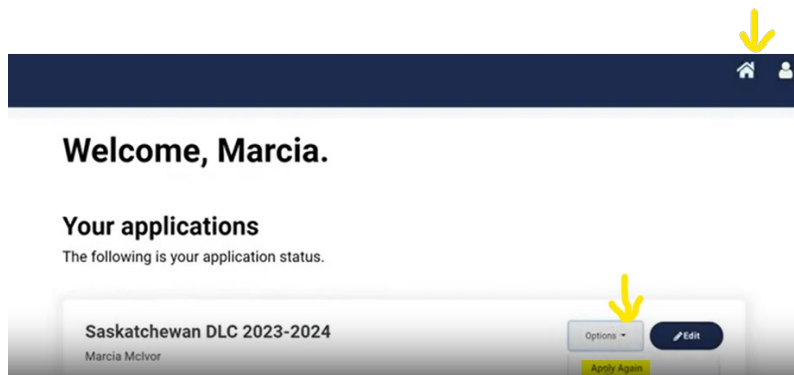 Welcome, Marcia.
Your applications
The following is your application status.
Saskatchewan DLC 2023-2024
Options
Edit
Marcia McIvor
Apply Again